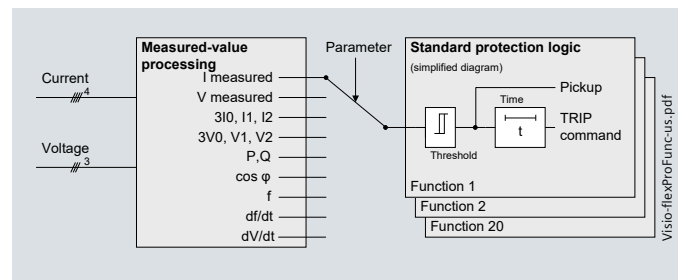 Measured-value
processing
Parameter
Standard protection logic
(simplified diagram)
Current
4
I measured
V measured
3I0, I1, I2
3V0, V1, V2
P,Q
cos φ
f
df/dt
dV/dt
Voltage
3
Pickup
Time
t
TRIP
command
Threshold
Function 1
Function 2
Function 20
Visio-flexProFunc-us.pdf